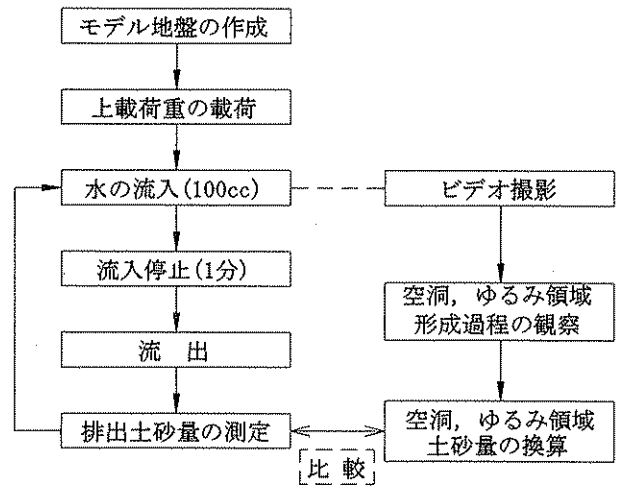 モデル地盤の作成
上載荷重の載荷
水の流入(100cc)
ビデオ撮影
流入停止(1分)
空洞，ゆるみ領域
形成過程の観察
流 出
排出土砂量の測定
空洞，ゆるみ領域
土砂量の換算
比 較